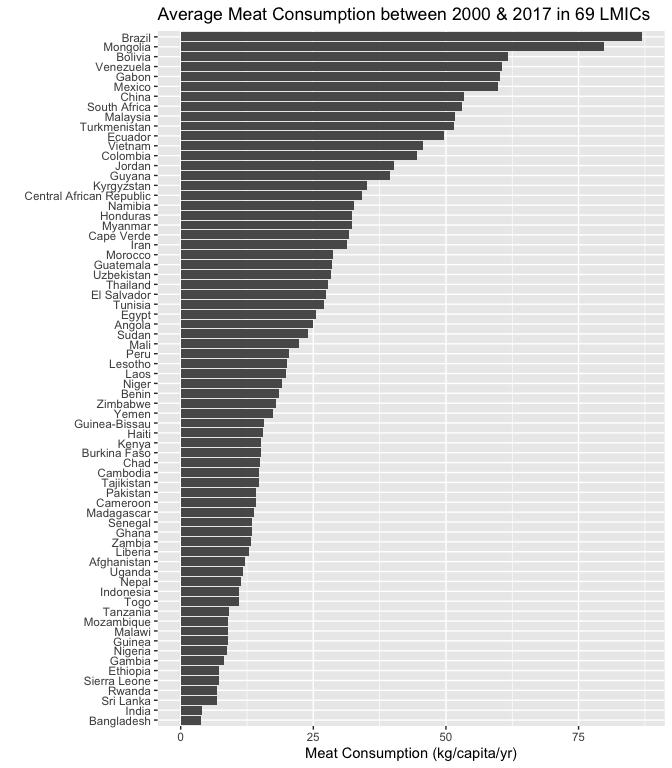 Average Meat Consumption between 2000 & 2017 in 69 LMICs
Brazil
Mongolia
Bolivia
Venezuela
Gabon
Mexico
China
South Africa
Malaysia
Turkmenistan
Ecuador
Vietnam
Colombia
Jordan
Guyana
Kyrgyzstan
Central African Republic
Namibia
Honduras
Myanmar
Cape Verde
Iran
Morocco
Guatemala
Uzbekistan
Thailand
El Salvador
Tunisia
Egypt
Angola
Sudan
Mali
Peru
Lesotho
Laos
Niger
Benin
Zimbabwe
Yemen
Guinea-Bissau
Haiti
Kenya
Burkina Faso
Chad
Cambodia
Tajikistan
Pakistan
Cameroon
Madagascar
Senegal
Ghana
Zambia
Liberia
Afghanistan
Uganda
Nepal
Indonesia
Togo
Tanzania
Mozambique
Malawi
Guinea
Nigeria
Gambia
Ethiopia
Sierra Leone
Rwanda
Sri Lanka
India
Bangladesh
0 25 50 75
Meat Consumption (kg/capita/yr)